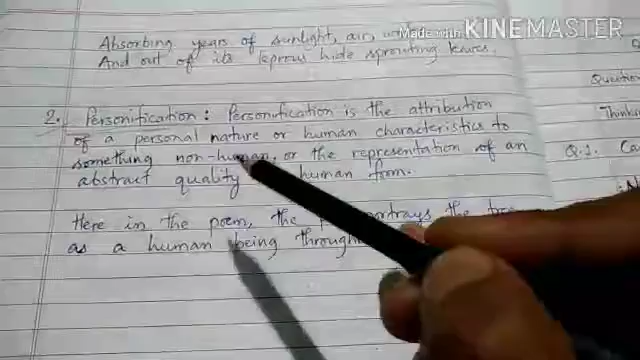 Made with KINEMASTER
Absorbing years of sunlight, air,
And out of its leprous hide sprouting leaves.
2. Personification: Personification is the attribution
of a personal nature or human characteristics to
something non-human, or the representation of an
abstract quality human form.
Here in the poem, the portrays the
as a human being
Question
Thinking
Q.1. Ca